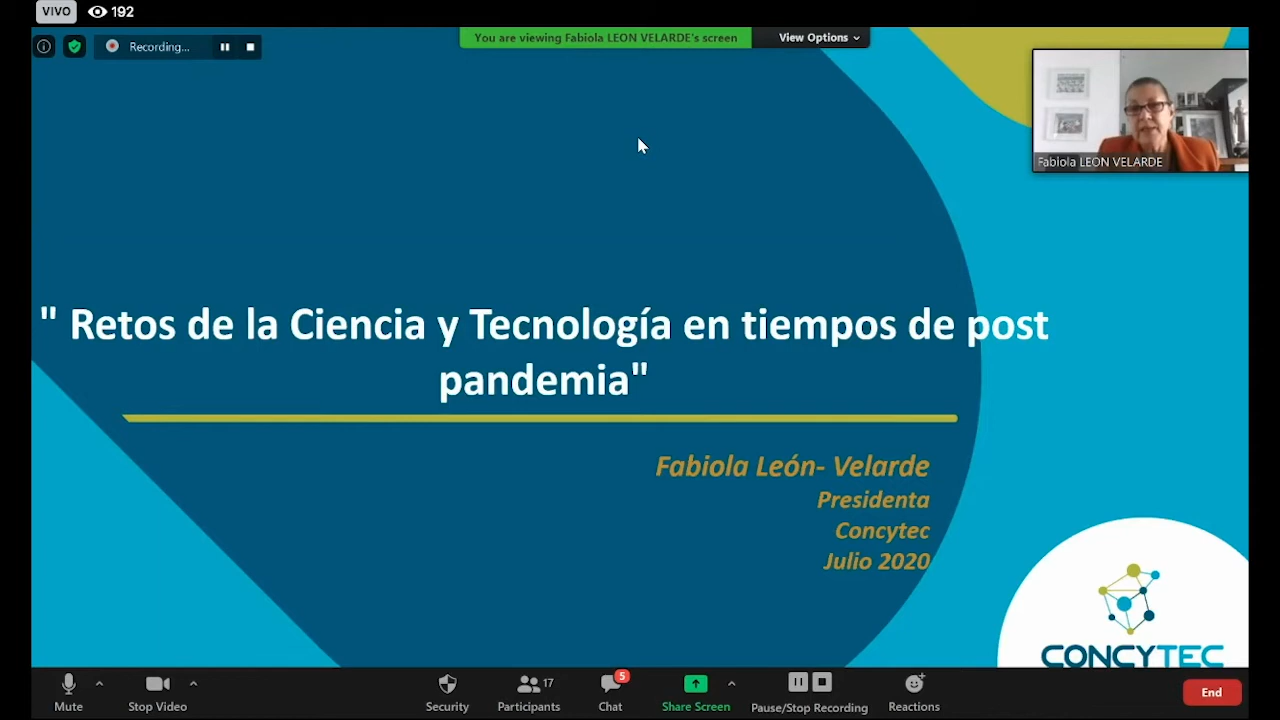 VIVO 192
Recording...
You are viewing Fabiola LEON VELARDE's screen
View Options
Fabiola LEON VELARDE
" Retos de la Ciencia y Tecnología en tiempos de post
pandemia"
Fabiola León- Velarde
Presidenta
Concytec
Julio 2020
CONCYTEC
17
5
Mute
Stop Video
Security
Participants
Chat
Share Screen
Pause/Stop Recording
Reactions
End